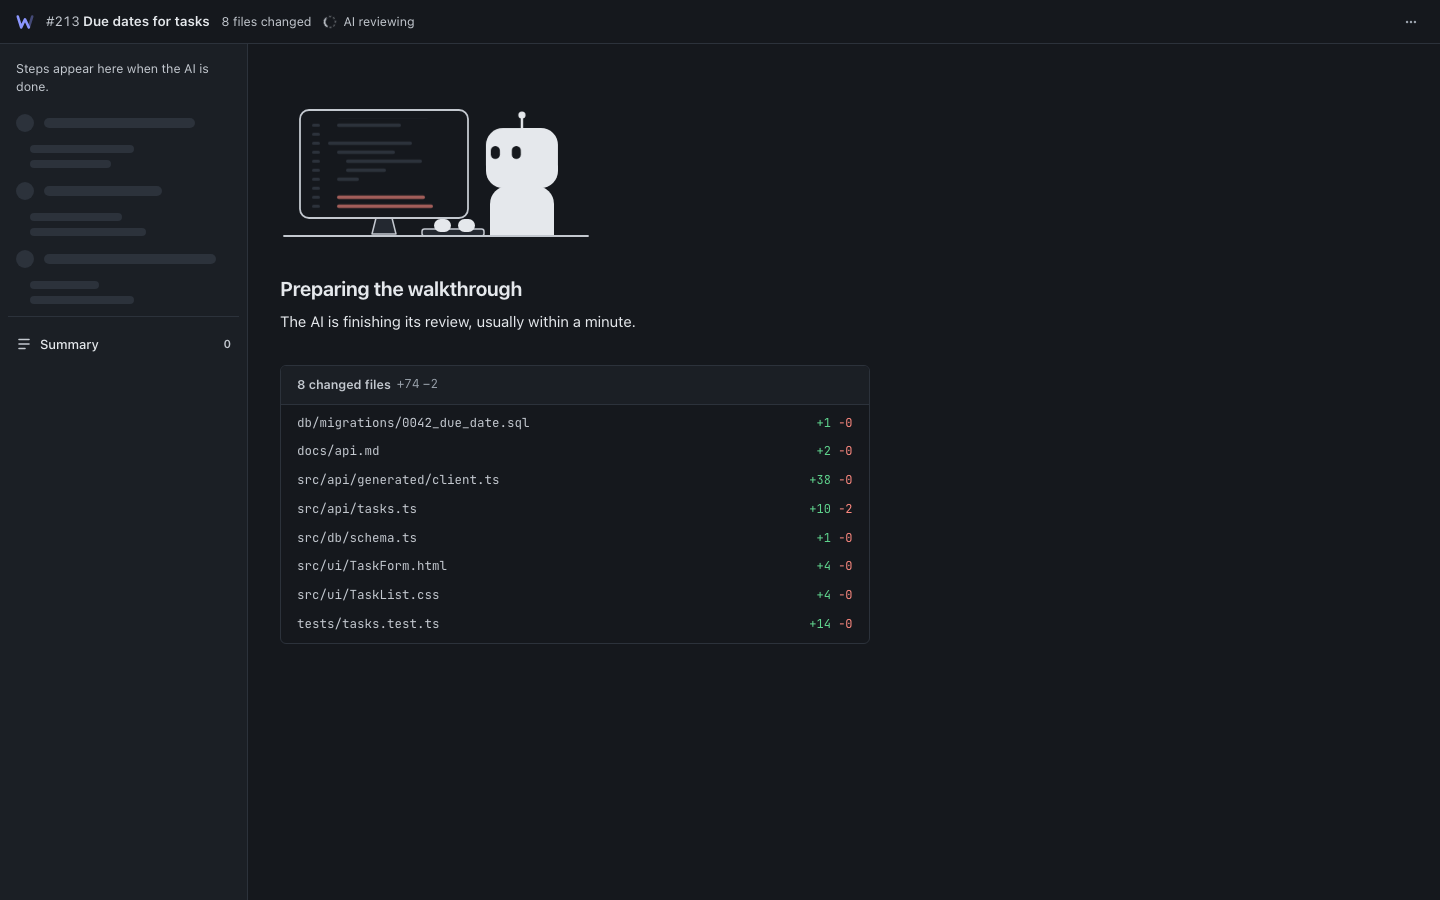 #213 Due dates for tasks 8 files changed AI reviewing
Steps appear here when the AI is
done.
Summary 0
Preparing the walkthrough
The AI is finishing its review, usually within a minute.
8 changed files +74 −2
db/migrations/0042_due_date.sql +1 -0
docs/api.md +2 -0
src/api/generated/client.ts +38 -0
src/api/tasks.ts +10 -2
src/db/schema.ts +1 -0
src/ui/TaskForm.html +4 -0
src/ui/TaskList.css +4 -0
tests/tasks.test.ts +14 -0